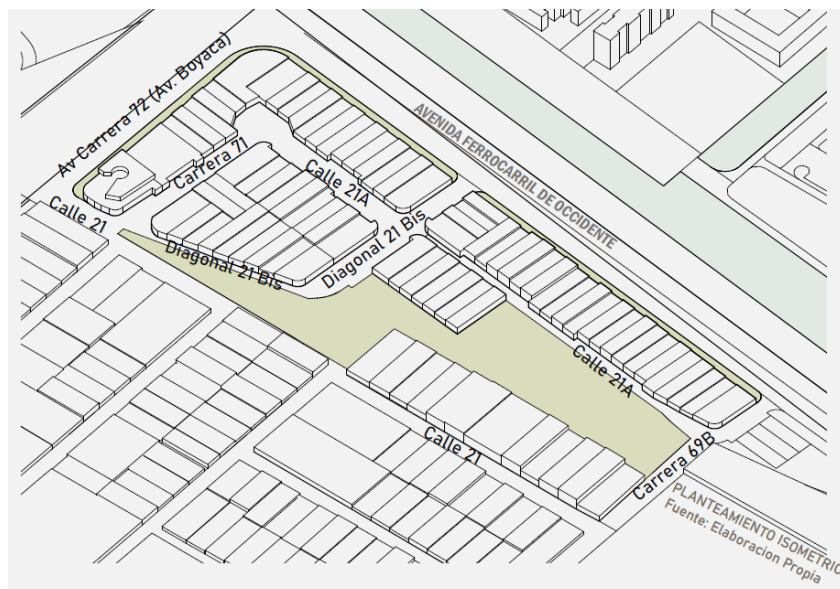 Av Carrera 72 (Av. Boyaca)
AVENIDA FERROCARRIL DE OCCIDENTE
Carrera 71
Calle 21A
Calle 21
Diagonal 21 Bis
Diagonal 21 Bis
Calle 21A
Calle 21
Carrera 69B
PLANTEAMIENTO ISOMETRICO
Fuente: Elaboracion Propia